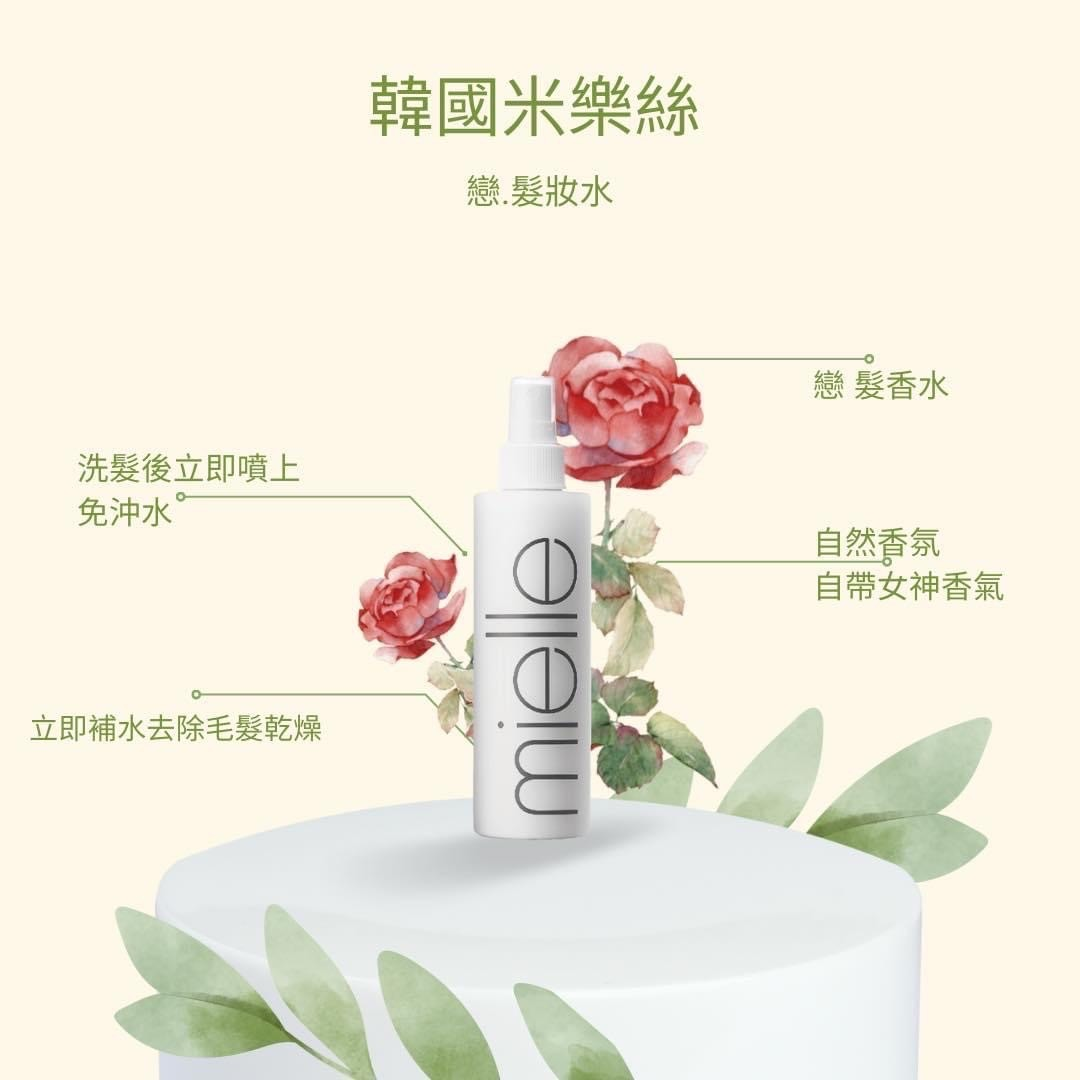 韓國米樂絲
戀.髮妝水
戀 髮香水
洗髮後立即噴上
免沖水
自然香氛
自帶女神香氣
立即補水去除毛髮乾燥
mielle